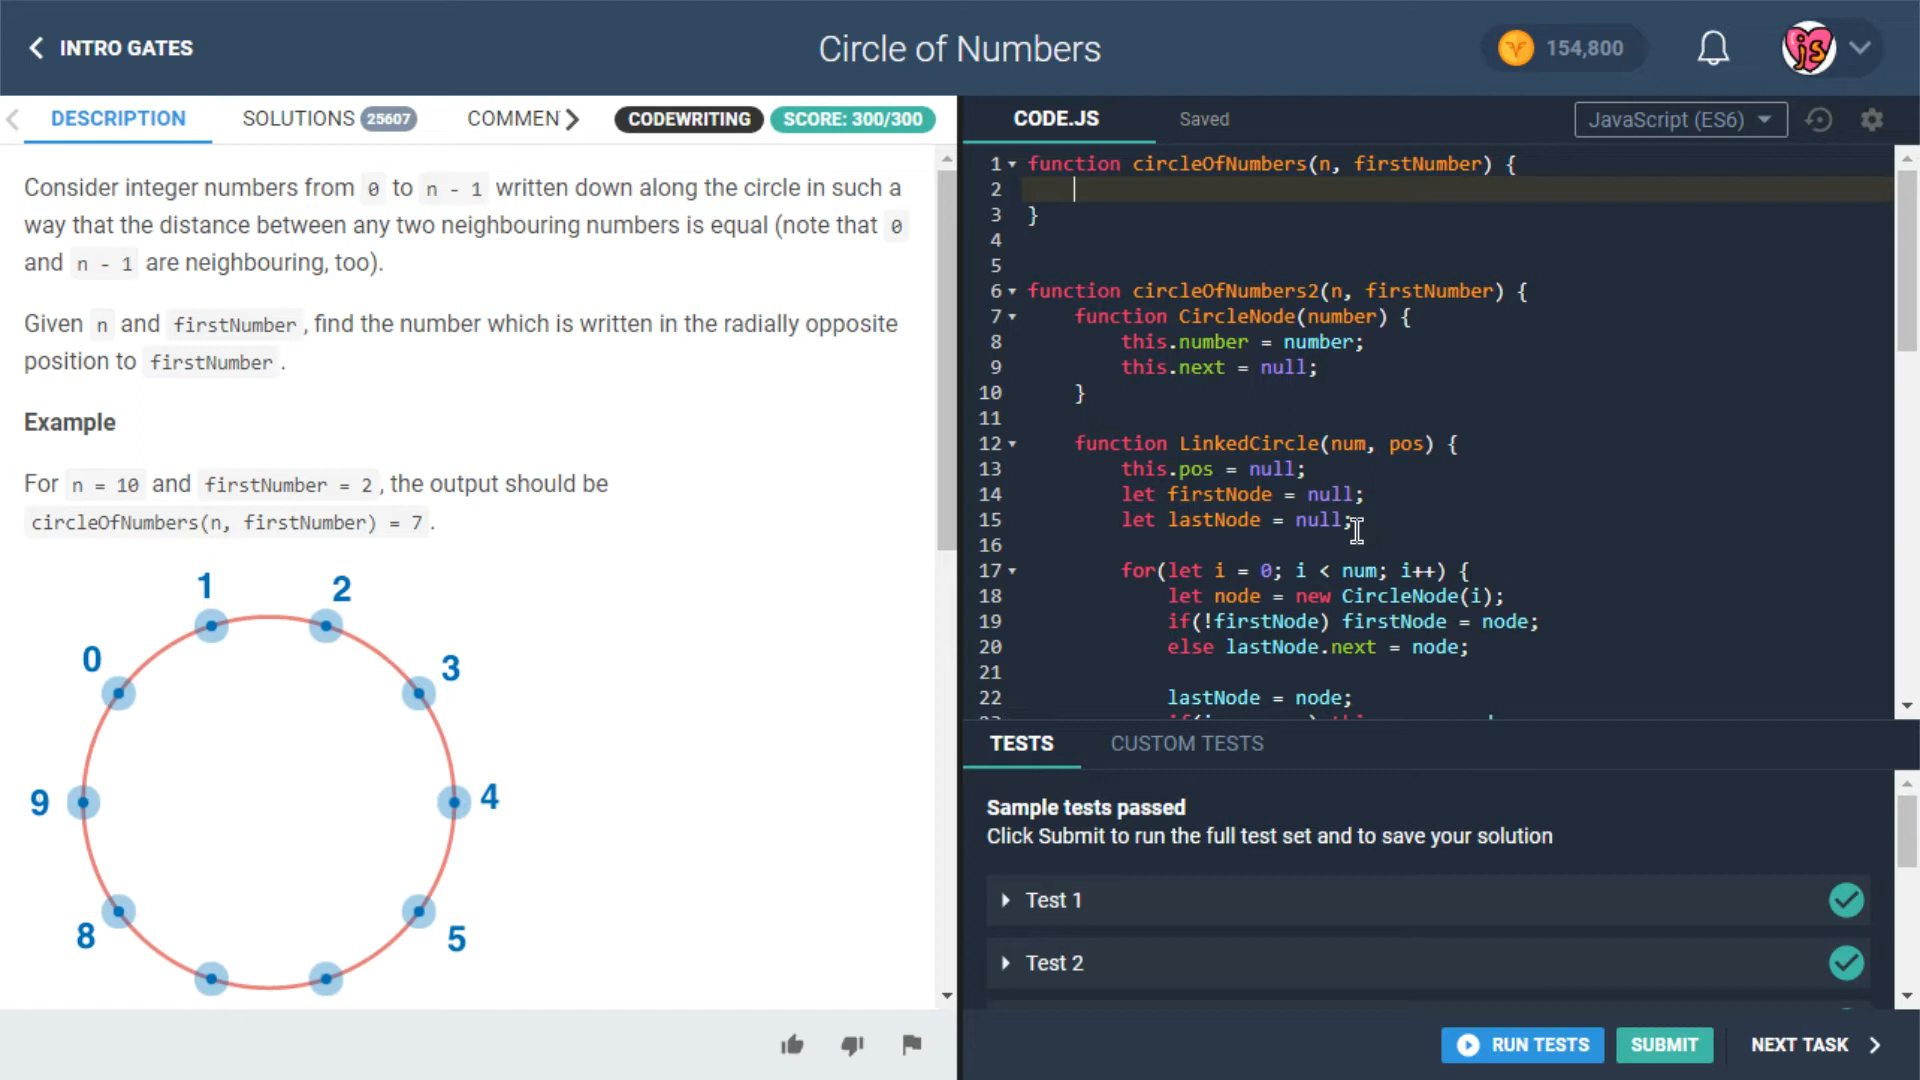 INTRO GATES
Circle of Numbers
154,800
js
DESCRIPTION
SOLUTIONS 25607
COMMEN
CODEWRITING
SCORE: 300/300
Consider integer numbers from 0 to n - 1 written down along the circle in such a
way that the distance between any two neighbouring numbers is equal (note that 0
and n - 1 are neighbouring, too).
Given n and firstNumber, find the number which is written in the radially opposite
position to firstNumber.
Example
For n = 10 and firstNumber = 2, the output should be
circleOfNumbers(n, firstNumber) = 7.
1
2
0
3
9
4
8
5
CODE.JS
Saved
JavaScript (ES6)
1 function circleOfNumbers(n, firstNumber) {
2
3 }
4
5
6 function circleOfNumbers2(n, firstNumber) {
7 function CircleNode(number) {
8 this.number = number;
9 this.next = null;
10 }
11
12 function LinkedCircle(num, pos) {
13 this.pos = null;
14 let firstNode = null;
15 let lastNode = null;
16
17 for(let i = 0; i < num; i++) {
18 let node = new CircleNode(i);
19 if(!firstNode) firstNode = node;
20 else lastNode.next = node;
21
22 lastNode = node;
TESTS
CUSTOM TESTS
Sample tests passed
Click Submit to run the full test set and to save your solution
Test 1
Test 2
RUN TESTS
SUBMIT
NEXT TASK